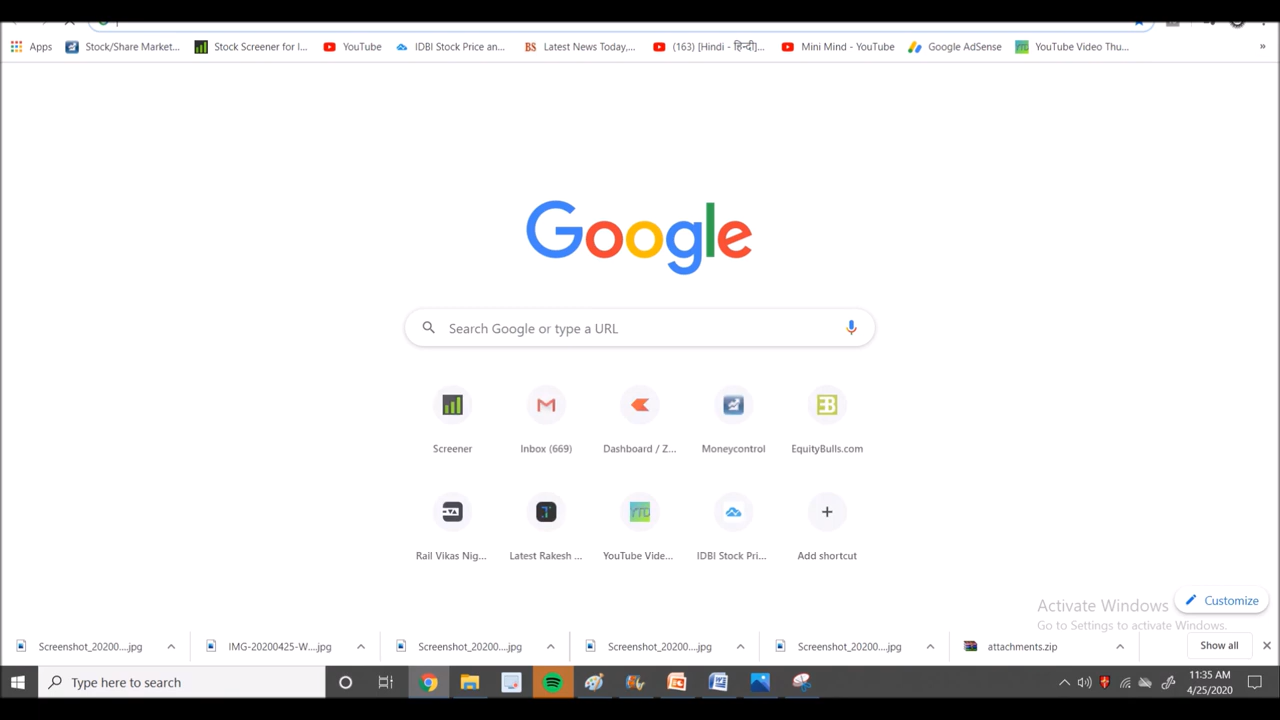 Apps Stock/Share Market... Stock Screener for I... YouTube IDBI Stock Price an... BS Latest News Today,... (163) [Hindi - हिन्दी]... Mini Mind - YouTube Google AdSense YTD YouTube Video Thu... »
Google
Search Google or type a URL
Screener Inbox (669) Dashboard / Z... Moneycontrol EquityBulls.com
Rail Vikas Nig... Latest Rakesh ... YouTube Vide... IDBI Stock Pri... Add shortcut
Activate Windows
Customize
Go to Settings to activate Windows.
Screenshot_20200....jpg IMG-20200425-W....jpg Screenshot_20200....jpg Screenshot_20200....jpg Screenshot_20200....jpg attachments.zip Show all
Type here to search
11:35 AM
4/25/2020